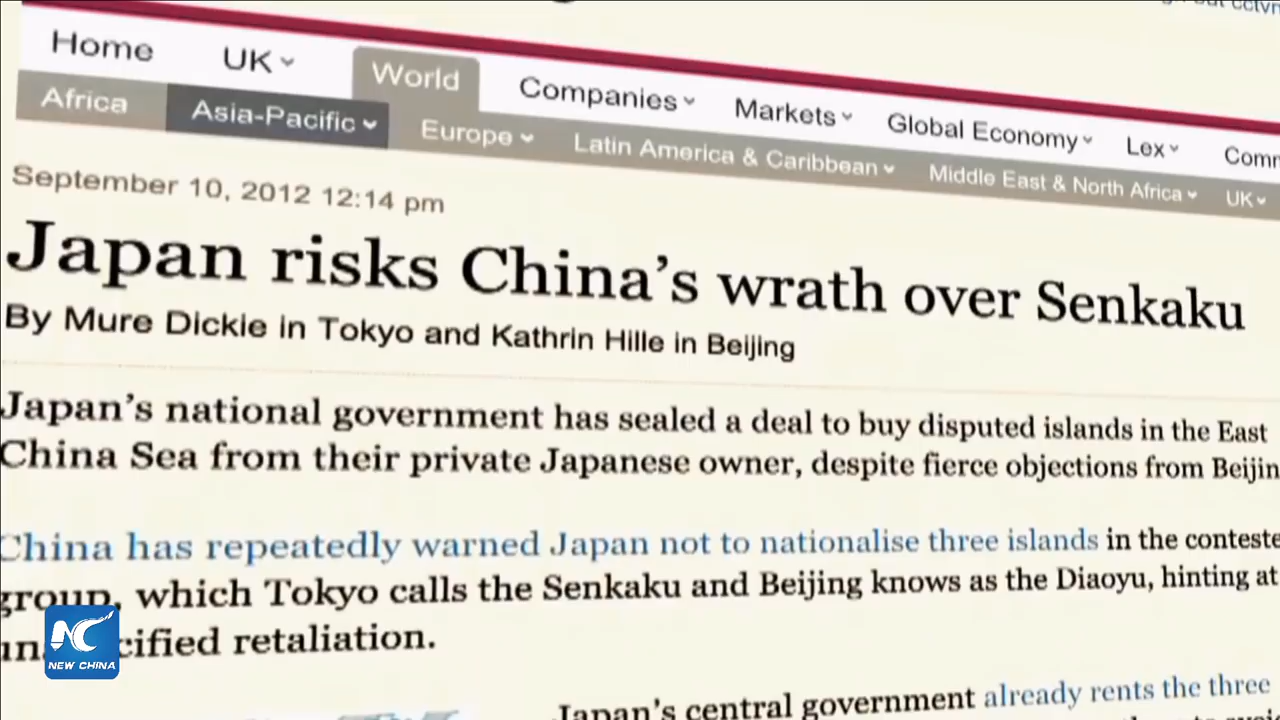 Home UK World Companies Markets Global Economy Lex
Africa Asia-Pacific Europe Latin America & Caribbean Middle East & North Africa UK
September 10, 2012 12:14 pm
Japan risks China’s wrath over Senkaku
By Mure Dickie in Tokyo and Kathrin Hille in Beijing
Japan’s national government has sealed a deal to buy disputed islands in the East
China Sea from their private Japanese owner, despite fierce objections from Beijin
China has repeatedly warned Japan not to nationalise three islands in the conteste
group, which Tokyo calls the Senkaku and Beijing knows as the Diaoyu, hinting at
cified retaliation.
NC
NEW CHINA
Japan’s central government already rents the three